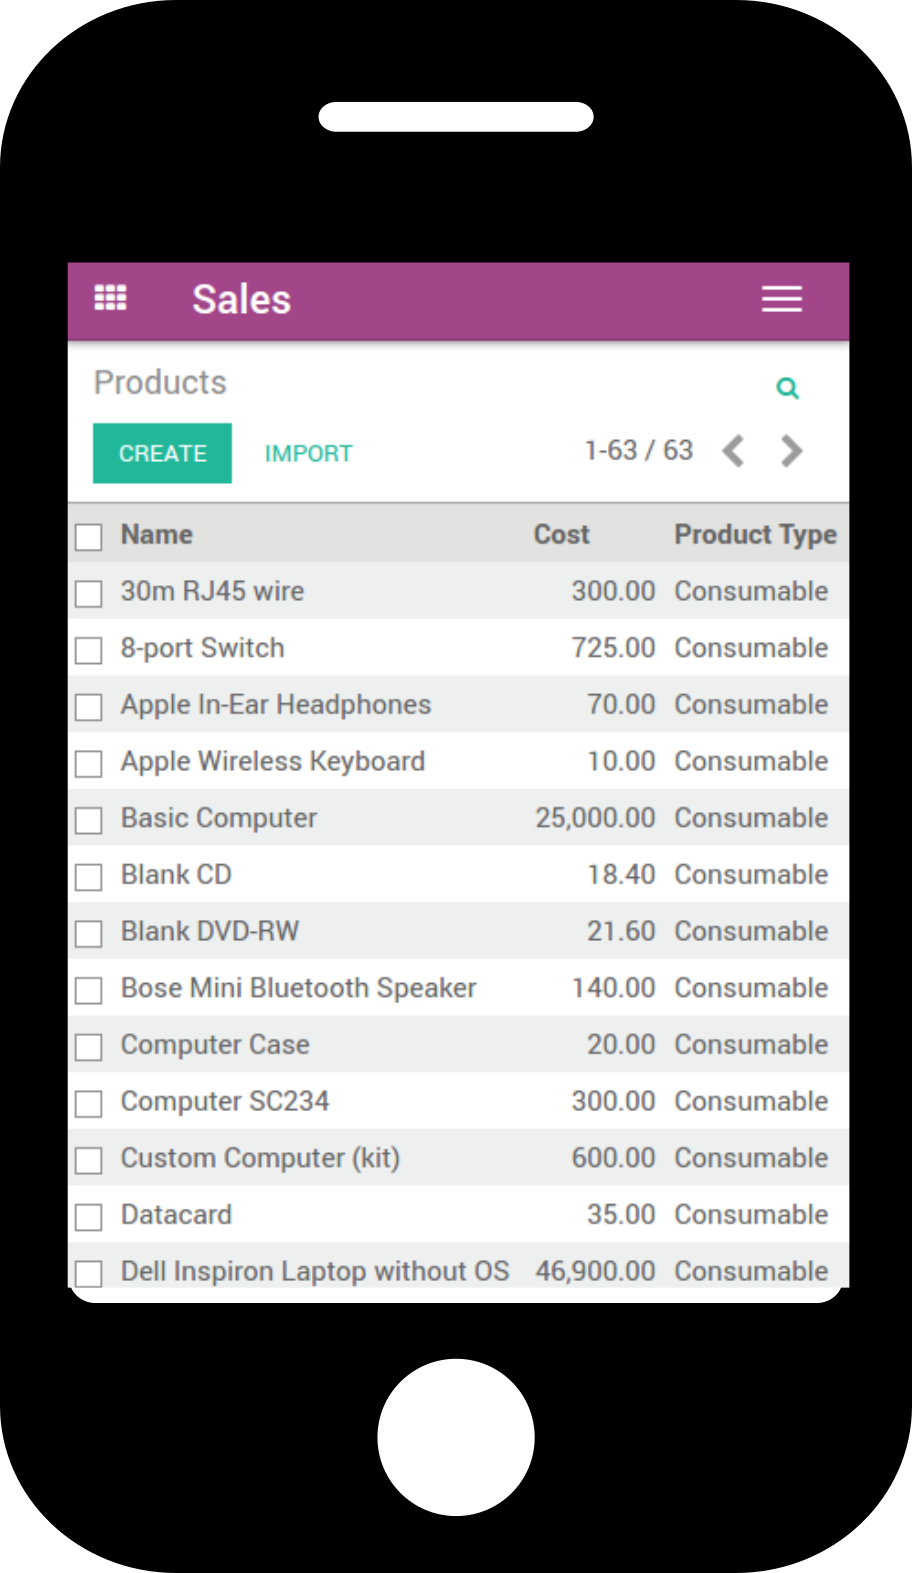 Sales
Products
CREATE IMPORT 1-63 / 63
Name Cost Product Type
30m RJ45 wire 300.00 Consumable
8-port Switch 725.00 Consumable
Apple In-Ear Headphones 70.00 Consumable
Apple Wireless Keyboard 10.00 Consumable
Basic Computer 25,000.00 Consumable
Blank CD 18.40 Consumable
Blank DVD-RW 21.60 Consumable
Bose Mini Bluetooth Speaker 140.00 Consumable
Computer Case 20.00 Consumable
Computer SC234 300.00 Consumable
Custom Computer (kit) 600.00 Consumable
Datacard 35.00 Consumable
Dell Inspiron Laptop without OS 46,900.00 Consumable